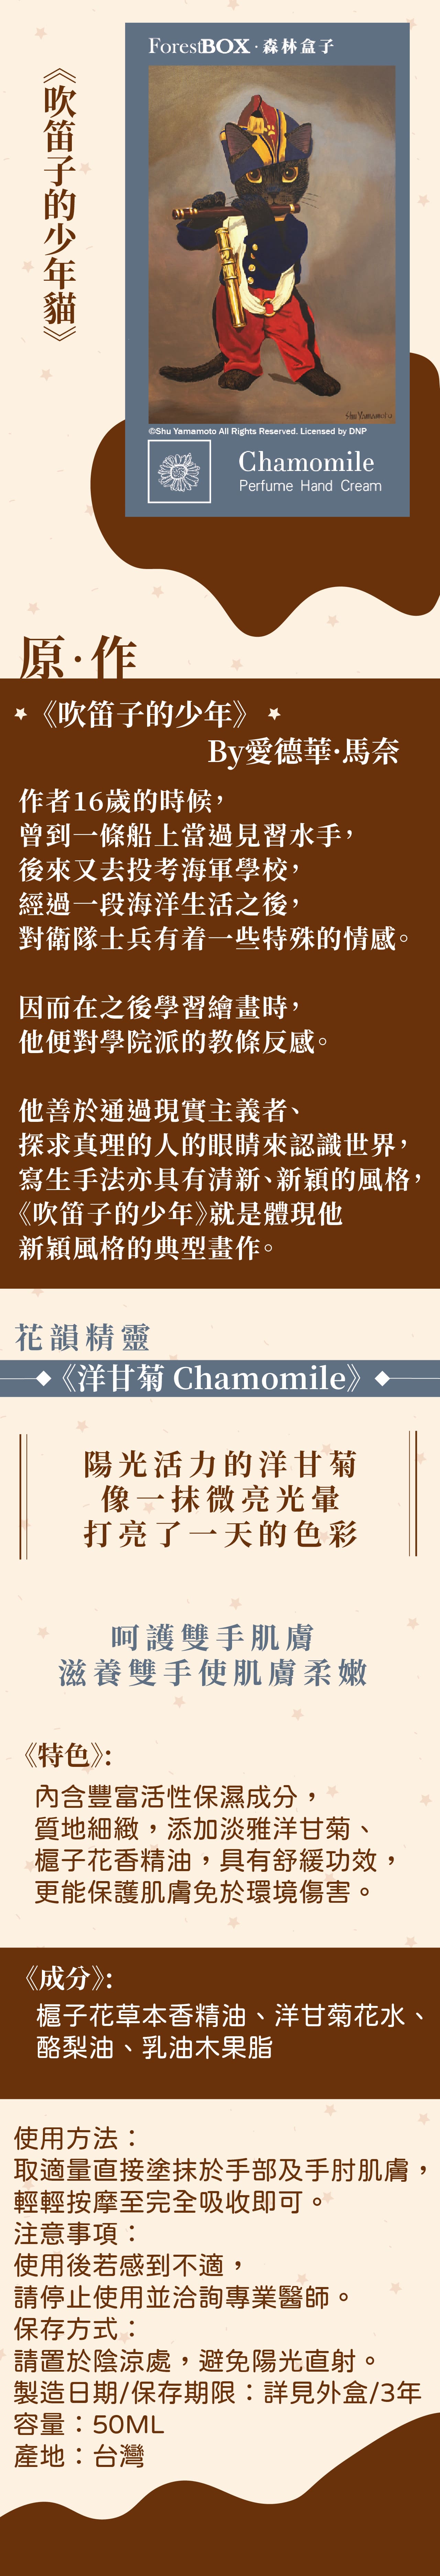 ForestBOX·森林盒子
《吹笛子的少年貓》
Shu Yamamoto
©Shu Yamamoto All Rights Reserved. Licensed by DNP
Chamomile
Perfume Hand Cream
原·作
《吹笛子的少年》
By愛德華·馬奈
作者16歲的時候，
曾到一條船上當過見習水手，
後來又去投考海軍學校，
經過一段海洋生活之後，
對衛隊士兵有着一些特殊的情感。
因而在之後學習繪畫時，
他便對學院派的教條反感。
他善於通過現實主義者、
探求真理的人的眼睛來認識世界，
寫生手法亦具有清新、新穎的風格，
《吹笛子的少年》就是體現他
新穎風格的典型畫作。
花韻精靈
《洋甘菊 Chamomile》
陽光活力的洋甘菊
像一抹微亮光暈
打亮了一天的色彩
呵護雙手肌膚
滋養雙手使肌膚柔嫩
《特色》:
內含豐富活性保濕成分，
質地細緻，添加淡雅洋甘菊、
梔子花香精油，具有舒緩功效，
更能保護肌膚免於環境傷害。
《成分》:
梔子花草本香精油、洋甘菊花水、
酪梨油、乳油木果脂
使用方法：
取適量直接塗抹於手部及手肘肌膚，
輕輕按摩至完全吸收即可。
注意事項：
使用後若感到不適，
請停止使用並洽詢專業醫師。
保存方式：
請置於陰涼處，避免陽光直射。
製造日期/保存期限：詳見外盒/3年
容量：50ML
產地：台灣